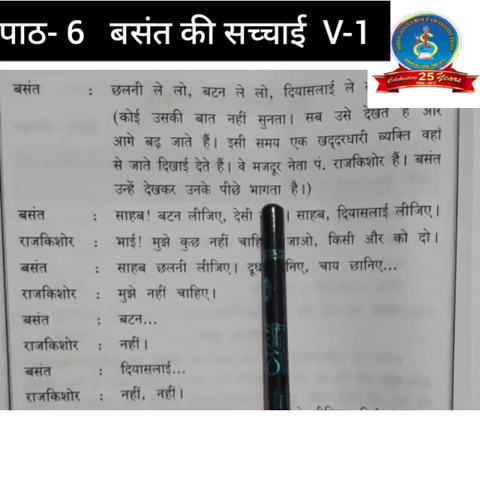 पाठ- 6 बसंत की सच्चाई V-1
Celebrating 25 Years
बसंत : छलनी ले लो, बटन ले लो, दियासलाई ले
(कोई उसकी बात नहीं सुनता। सब उसे देखते हैं और
आगे बढ़ जाते हैं। इसी समय एक खद्दरधारी व्यक्ति वहाँ
से जाते दिखाई देते हैं। वे मजदूर नेता पं. राजकिशोर हैं। बसंत
उन्हें देखकर उनके पीछे भागता है।)
बसंत : साहब! बटन लीजिए, देसी साहब, दियासलाई लीजिए।
राजकिशोर : भाई! मुझे कुछ नहीं जाओ, किसी और को दो।
बसंत : साहब छलनी लीजिए। चाय छानिए...
राजकिशोर : मुझे नहीं चाहिए।
बसंत : बटन...
राजकिशोर : नहीं।
बसंत : दियासलाई...
राजकिशोर : नहीं, नहीं।